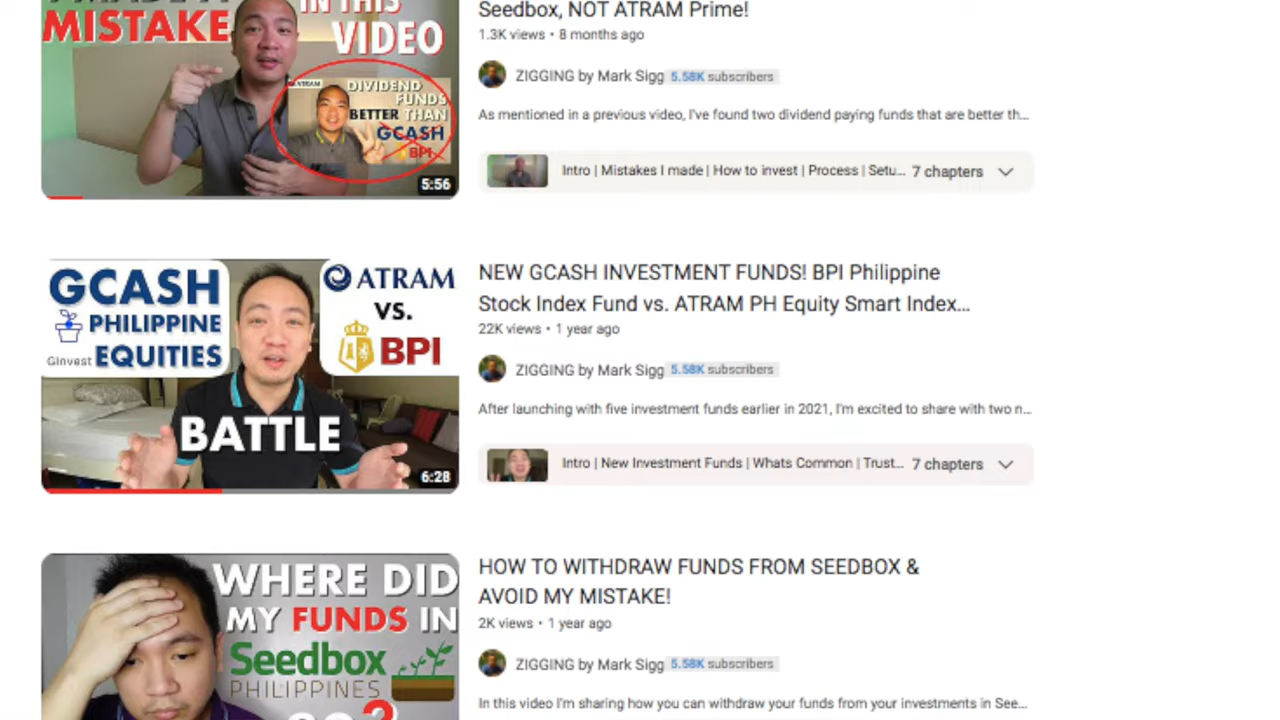 MISTAKE
IN THIS
VIDEO
ATRAM
DIVIDEND
FUNDS
BETTER THAN
GCASH
BPI
5:56
Seedbox, NOT ATRAM Prime!
1.3K views • 8 months ago
ZIGGING by Mark Sigg 5.58K subscribers
As mentioned in a previous video, I've found two dividend paying funds that are better th...
Intro | Mistakes I made | How to invest | Process | Setu... 7 chapters
GCASH
PHILIPPINE
GInvest EQUITIES
ATRAM
VS.
BPI
BATTLE
6:28
NEW GCASH INVESTMENT FUNDS! BPI Philippine
Stock Index Fund vs. ATRAM PH Equity Smart Index...
22K views • 1 year ago
ZIGGING by Mark Sigg 5.58K subscribers
After launching with five investment funds earlier in 2021, I'm excited to share with two n...
Intro | New Investment Funds | Whats Common | Trust... 7 chapters
WHERE DID
MY FUNDS IN
Seedbox
PHILIPPINES
HOW TO WITHDRAW FUNDS FROM SEEDBOX &
AVOID MY MISTAKE!
2K views • 1 year ago
ZIGGING by Mark Sigg 5.58K subscribers
In this video I'm sharing how you can withdraw your funds from your investments in See...